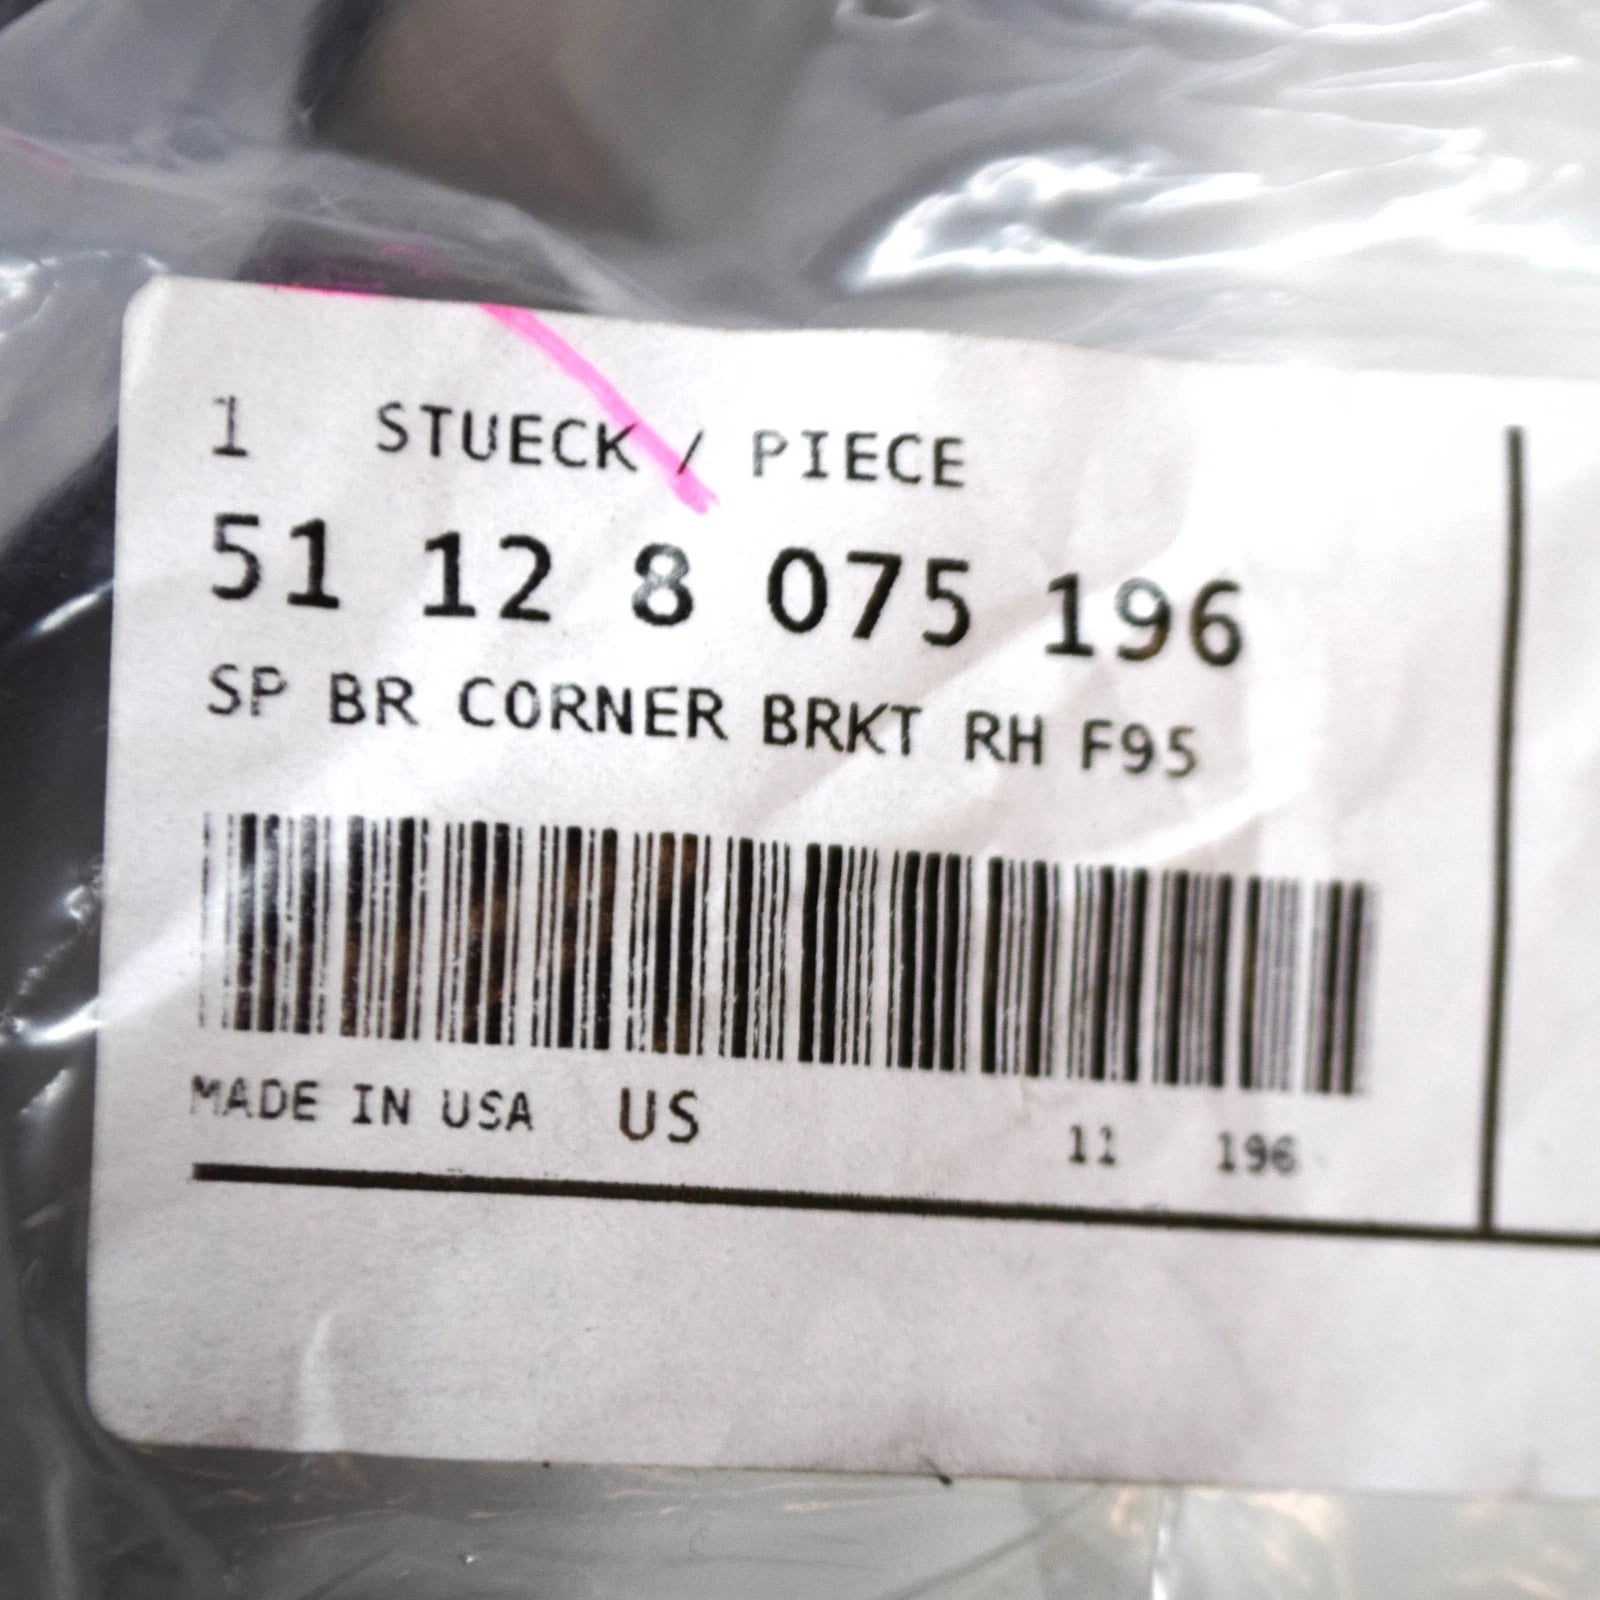 1 STUECK / PIECE
51 12 8 075 196
SP BR CORNER BRKT RH F95
MADE IN USA US 11 196